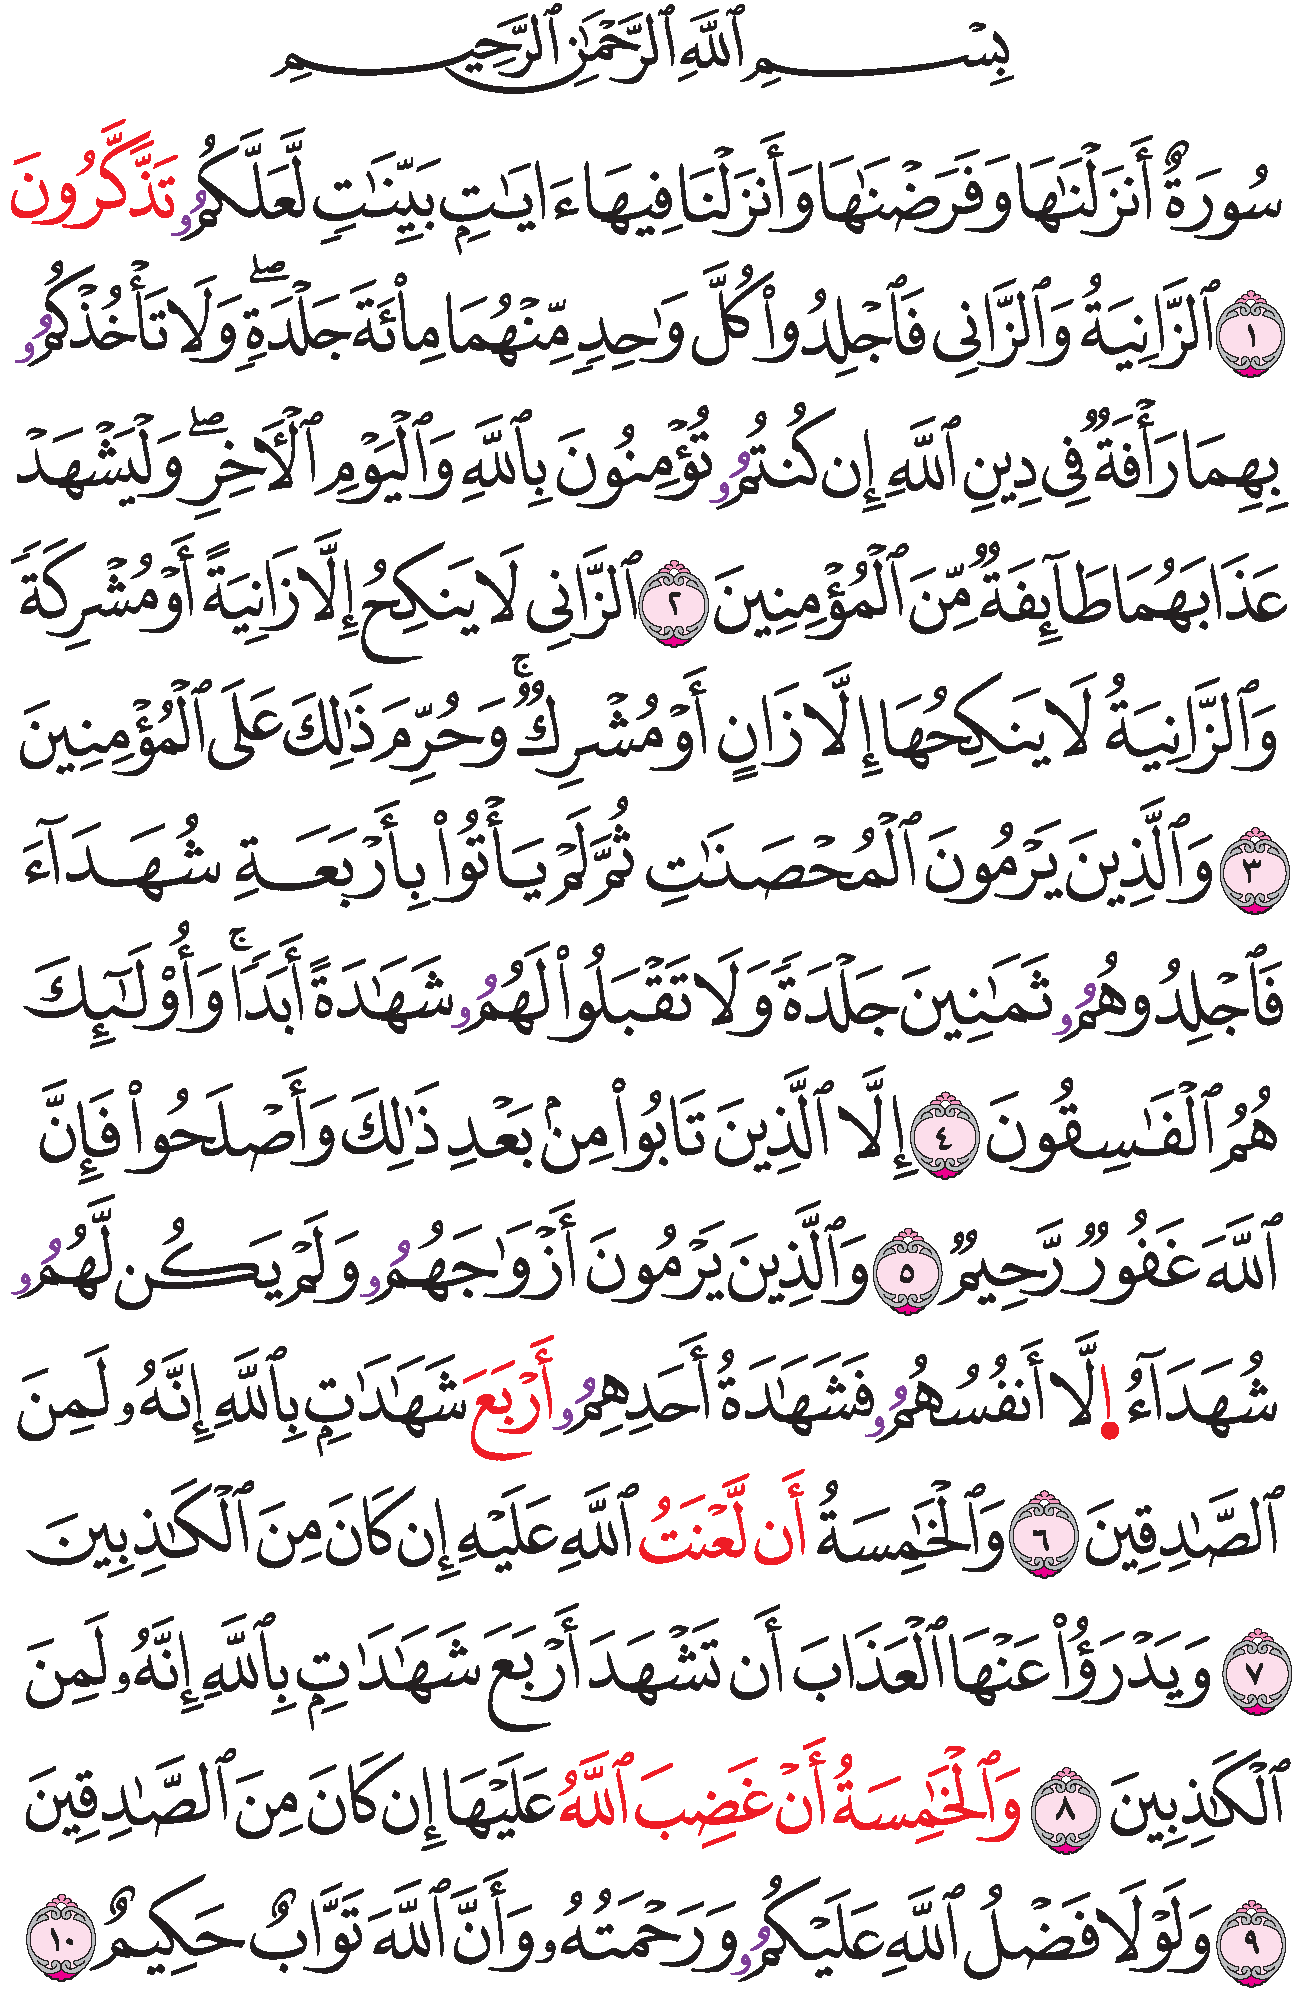 بِسْمِ ٱللَّهِ ٱلرَّحْمَٰنِ ٱلرَّحِيمِ
سُورَةٌ أَنزَلْنَٰهَا وَفَرَضْنَٰهَا وَأَنزَلْنَا فِيهَا ءَايَٰتِۭ بَيِّنَٰتٍ لَّعَلَّكُمُۥ تَذَّكَّرُونَ
١ ٱلزَّانِيَةُ وَٱلزَّانِى فَٱجْلِدُوا۟ كُلَّ وَٰحِدٍ مِّنْهُمَا مِا۟ئَةَ جَلْدَةٍ ۖ وَلَا تَأْخُذْكُمُۥ
بِهِمَا رَأْفَةٌ فِى دِينِ ٱللَّهِ إِن كُنتُمُۥ تُؤْمِنُونَ بِٱللَّهِ وَٱلْيَوْمِ ٱلْأَخِرِ ۖ وَلْيَشْهَدْ
عَذَابَهُمَا طَآئِفَةٌ مِّنَ ٱلْمُؤْمِنِينَ ٢ ٱلزَّانِى لَا يَنكِحُ إِلَّا زَانِيَةً أَوْ مُشْرِكَةً
وَٱلزَّانِيَةُ لَا يَنكِحُهَا إِلَّا زَانٍ أَوْ مُشْرِكٌ ۚ وَحُرِّمَ ذَٰلِكَ عَلَى ٱلْمُؤْمِنِينَ
٣ وَٱلَّذِينَ يَرْمُونَ ٱلْمُحْصَنَٰتِ ثُمَّ لَمْ يَأْتُوا۟ بِأَرْبَعَةِ شُهَدَآءَ
فَٱجْلِدُوهُمُۥ ثَمَٰنِينَ جَلْدَةً وَلَا تَقْبَلُوا۟ لَهُمُۥ شَهَٰدَةً أَبَدًا ۚ وَأُو۟لَٰٓئِكَ
هُمُ ٱلْفَٰسِقُونَ ٤ إِلَّا ٱلَّذِينَ تَابُوا۟ مِنۢ بَعْدِ ذَٰلِكَ وَأَصْلَحُوا۟ فَإِنَّ
ٱللَّهَ غَفُورٌ رَّحِيمٌ ٥ وَٱلَّذِينَ يَرْمُونَ أَزْوَٰجَهُمُۥ وَلَمْ يَكُن لَّهُمُۥ
شُهَدَآءُ ا۪لَّا أَنفُسُهُمُۥ فَشَهَٰدَةُ أَحَدِهِمُۥ أَرْبَعَ شَهَٰدَٰتِۭ بِٱللَّهِ إِنَّهُۥ لَمِنَ
ٱلصَّٰدِقِينَ ٦ وَٱلْخَٰمِسَةُ أَن لَّعْنَتُ ٱللَّهِ عَلَيْهِ إِن كَانَ مِنَ ٱلْكَٰذِبِينَ
٧ وَيَدْرَؤُا۟ عَنْهَا ٱلْعَذَابَ أَن تَشْهَدَ أَرْبَعَ شَهَٰدَٰتِۭ بِٱللَّهِ إِنَّهُۥ لَمِنَ
ٱلْكَٰذِبِينَ ٨ وَٱلْخَٰمِسَةُ أَنْ غَضِبَ ٱللَّهُ عَلَيْهَا إِن كَانَ مِنَ ٱلصَّٰدِقِينَ
٩ وَلَوْلَا فَضْلُ ٱللَّهِ عَلَيْكُمُۥ وَرَحْمَتُهُۥ وَأَنَّ ٱللَّهَ تَوَّابٌ حَكِيمٌ ١٠